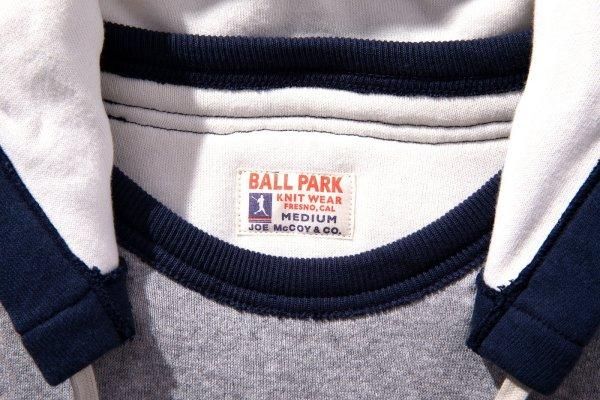 BALL PARK
KNIT WEAR
FRESNO, CAL
MEDIUM
JOE McCOY & CO.